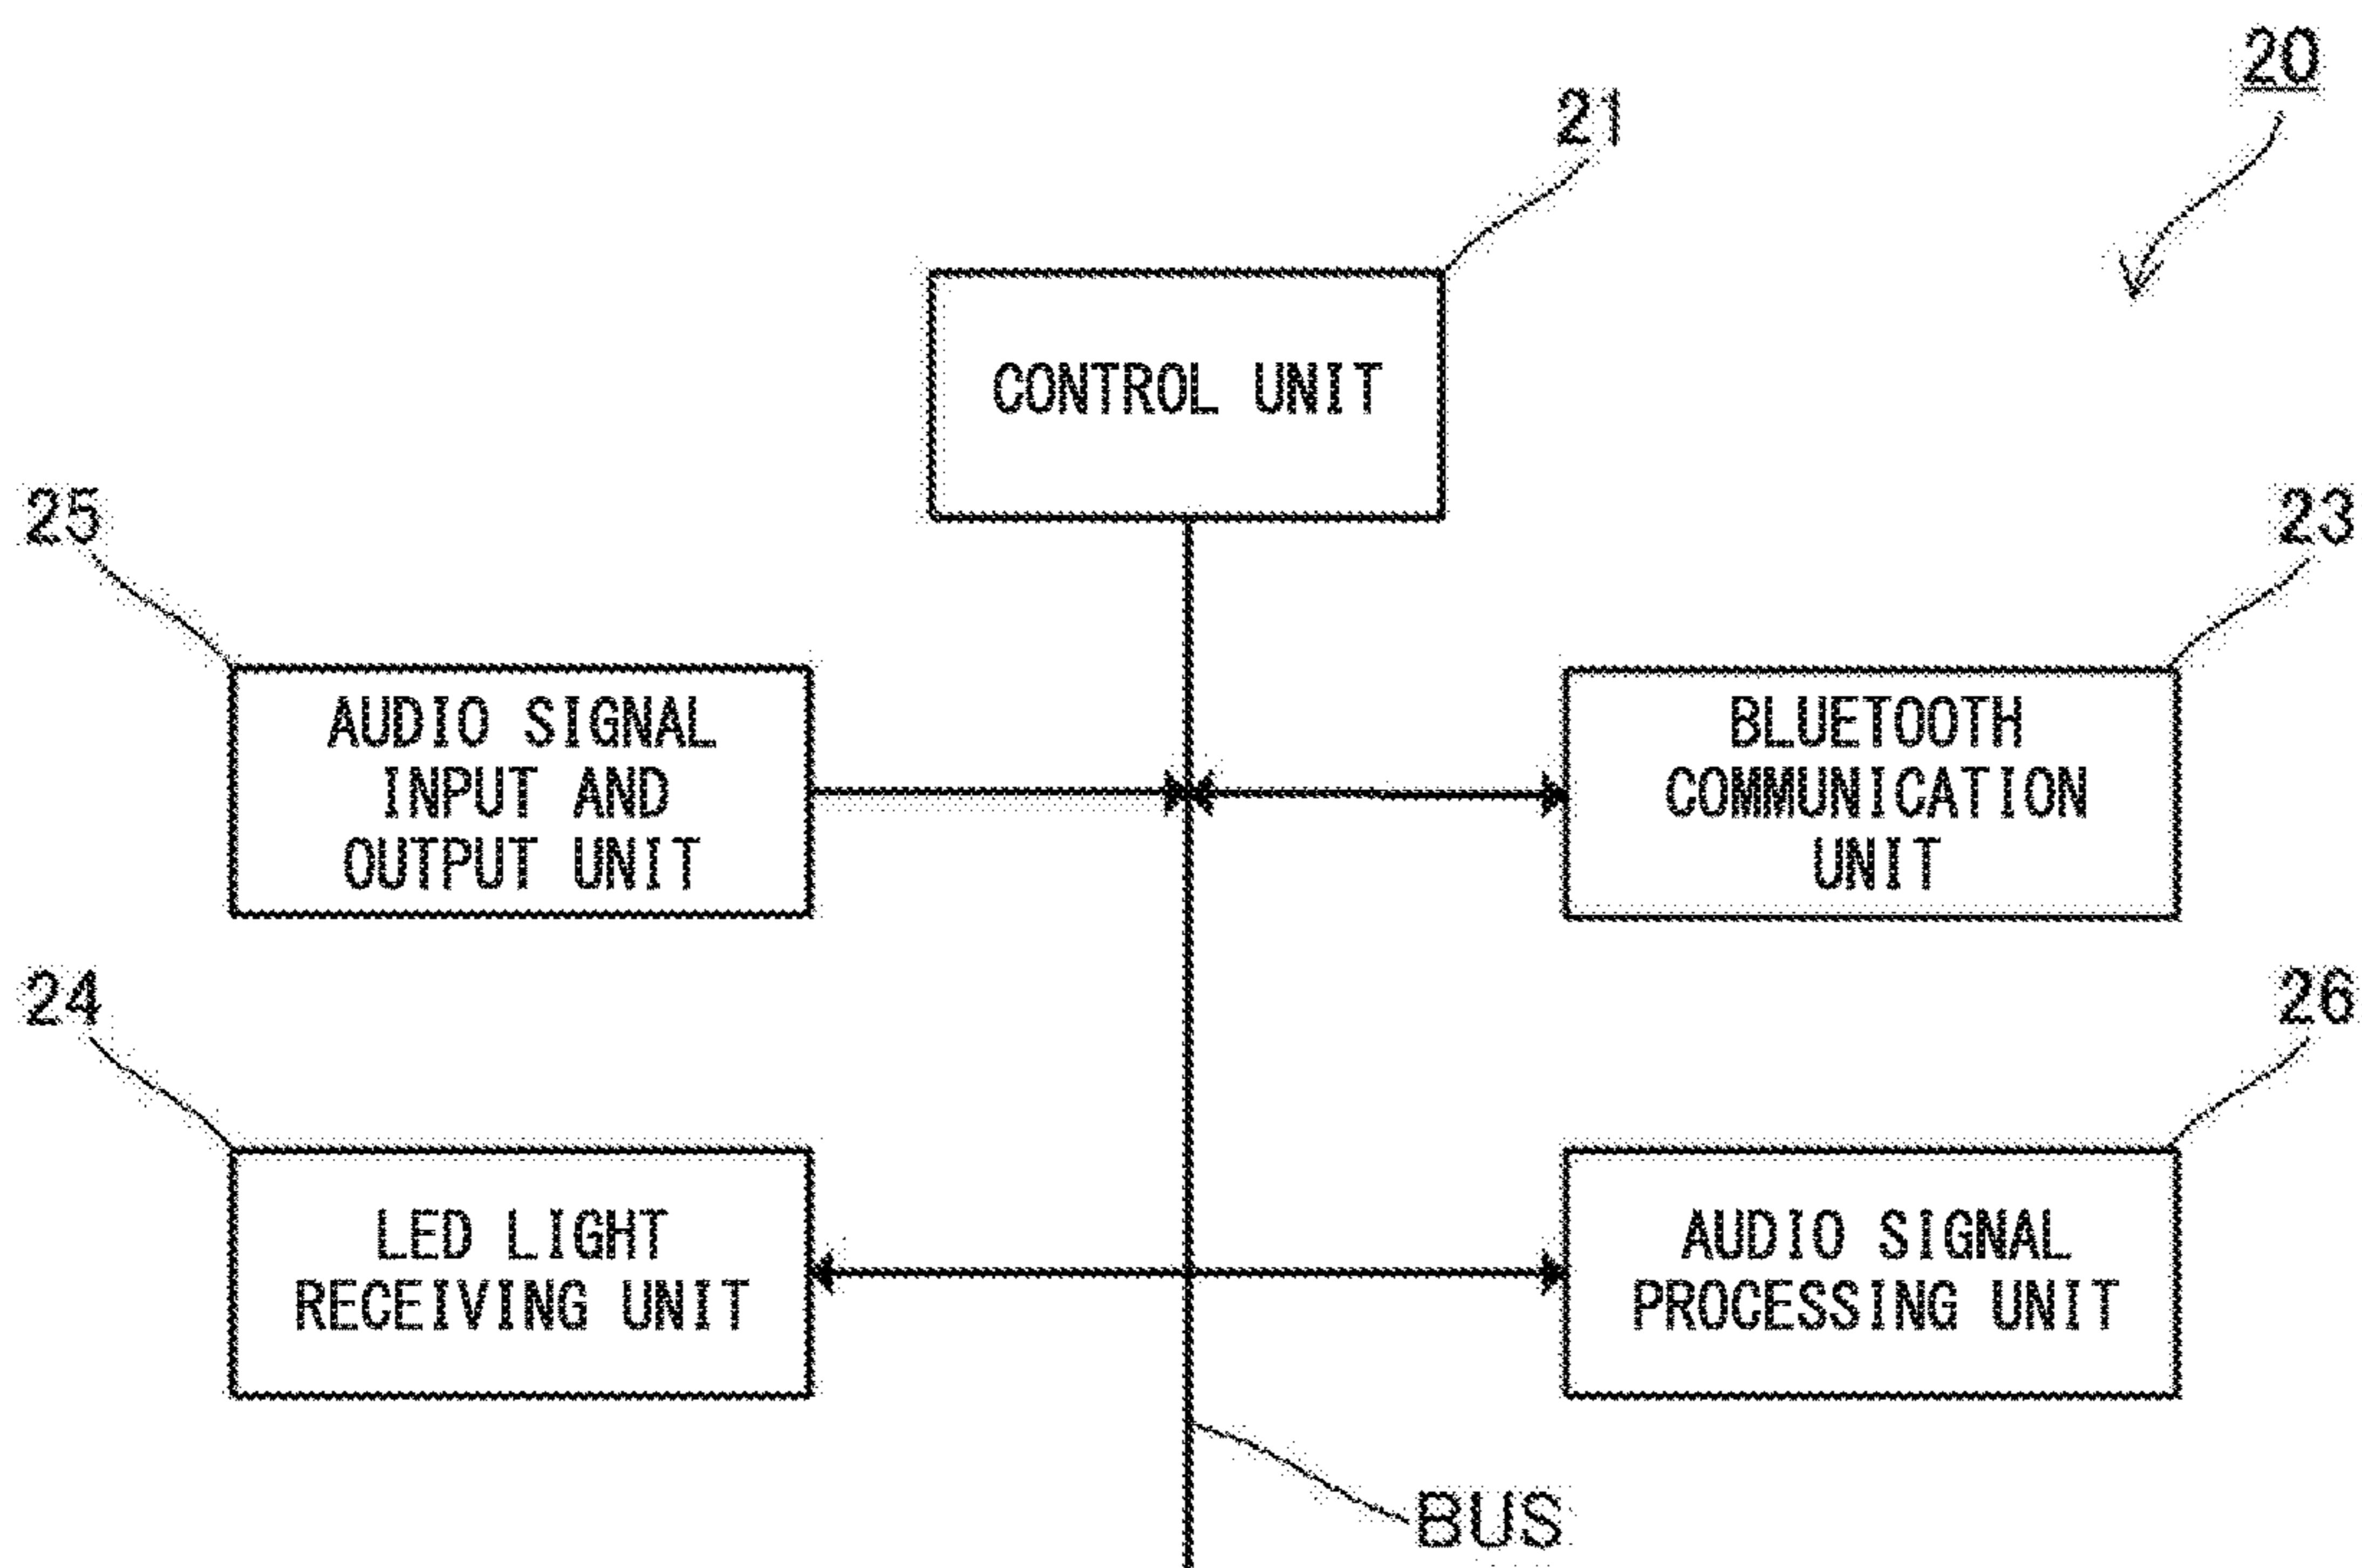 20
21
CONTROL UNIT
25
23
AUDIO SIGNAL
INPUT AND
OUTPUT UNIT
BLUETOOTH
COMMUNICATION
UNIT
24
26
LED LIGHT
RECEIVING UNIT
AUDIO SIGNAL
PROCESSING UNIT
BUS